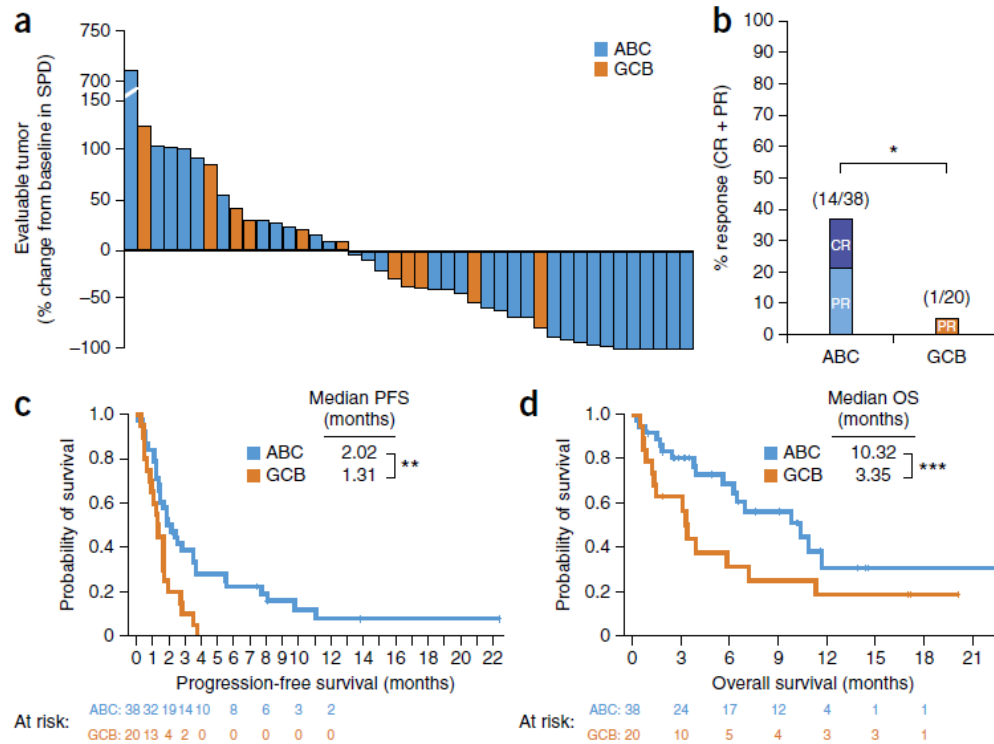 a
750
700
150
100
50
0
−50
−100
Evaluable tumor
(% change from baseline in SPD)
ABC
GCB
b
100
90
80
70
60
50
40
30
20
10
0
% response (CR + PR)
*
(14/38)
CR
PR
(1/20)
PR
ABC
GCB
c
Median PFS
(months)
ABC 2.02
GCB 1.31
**
1.0
0.8
0.6
0.4
0.2
0
Probability of survival
0 1 2 3 4 5 6 7 8 9 10 12 14 16 18 20 22
Progression-free survival (months)
At risk:
ABC: 38 32 19 14 10 8 6 3 2
GCB: 20 13 4 2 0 0 0 0 0
d
Median OS
(months)
ABC 10.32
GCB 3.35
***
1.0
0.8
0.6
0.4
0.2
0
Probability of survival
0 3 6 9 12 15 18 21
Overall survival (months)
At risk:
ABC: 38 24 17 12 4 1 1
GCB: 20 10 5 4 3 3 1